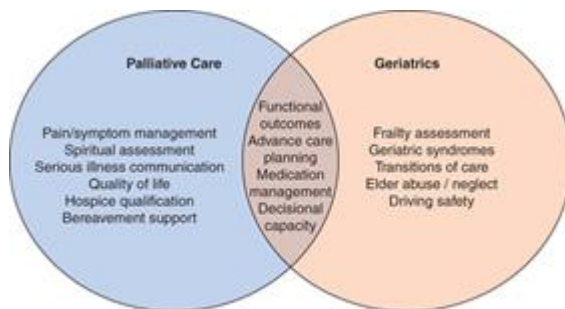 Palliative Care
Pain/symptom management
Spiritual assessment
Serious illness communication
Quality of life
Hospice qualification
Bereavement support
Functional
outcomes
Advance care
planning
Medication
management
Decisional
capacity
Geriatrics
Frailty assessment
Geriatric syndromes
Transitions of care
Elder abuse / neglect
Driving safety